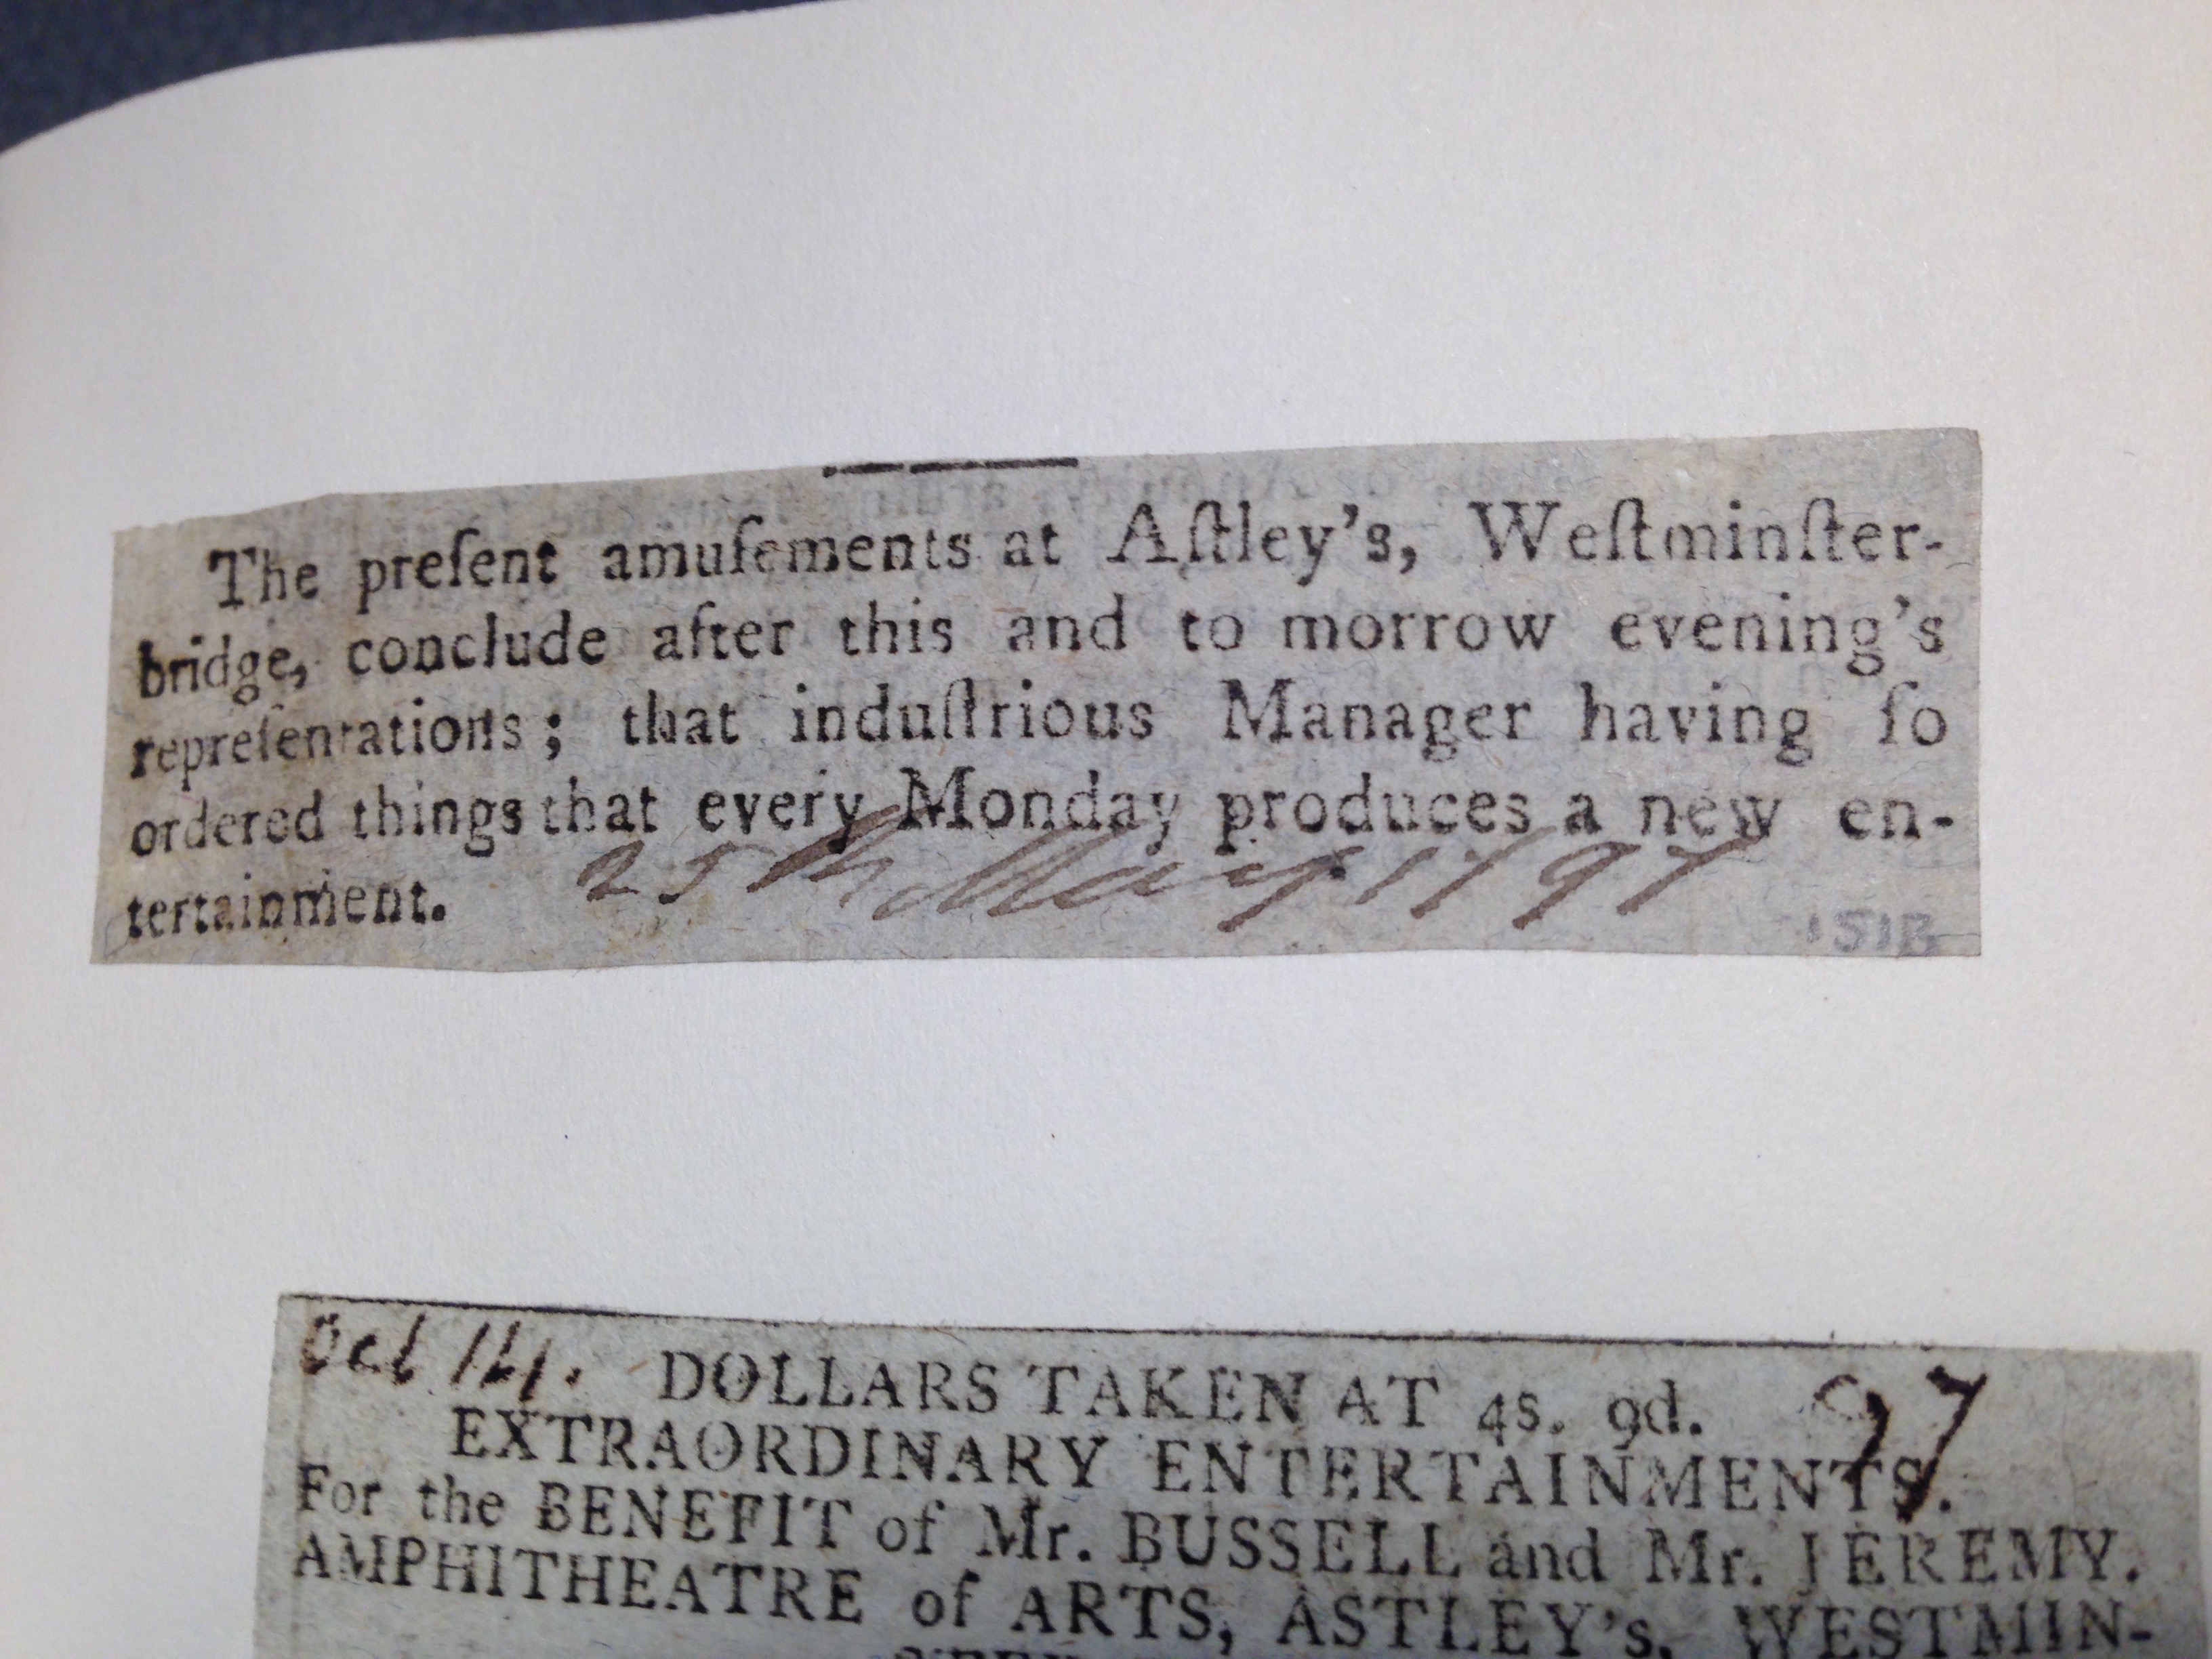 The preſent amuſements at Aſtley's, Weſtminſter-
bridge, conclude after this and to morrow evening's
repreſentations; that induſtrious Manager having ſo
ordered things that every Monday produces a new en-
tertainment.
25th May 1797
151B
Oct 14. 97
DOLLARS TAKEN AT 4s. 9d.
EXTRAORDINARY ENTERTAINMENTS.
For the BENEFIT of Mr. BUSSELL and Mr. JEREMY.
AMPHITHEATRE of ARTS, ASTLEY's, WESTMIN-